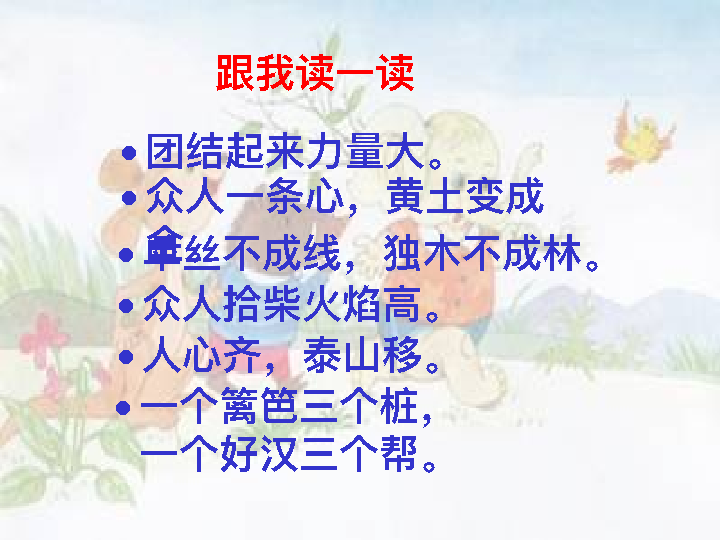 跟我读一读
•团结起来力量大。
•众人一条心，黄土变成
金。
•单丝不成线，独木不成林。
•众人拾柴火焰高。
•人心齐，泰山移。
•一个篱笆三个桩，
一个好汉三个帮。